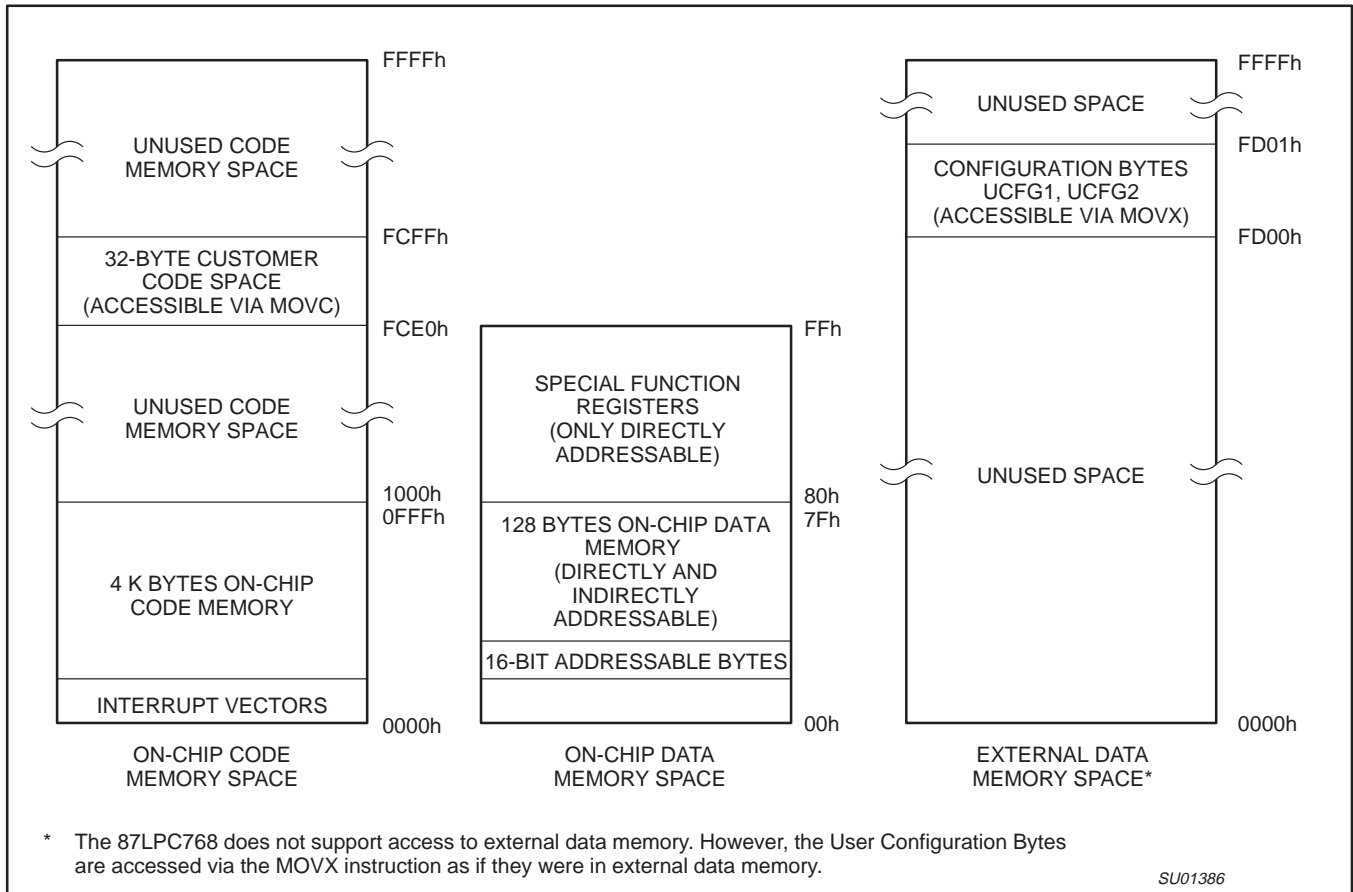 FFFFh
UNUSED CODE
MEMORY SPACE
FCFFh
32-BYTE CUSTOMER
CODE SPACE
(ACCESSIBLE VIA MOVC)
FCE0h
UNUSED CODE
MEMORY SPACE
1000h
0FFFh
4 K BYTES ON-CHIP
CODE MEMORY
INTERRUPT VECTORS
0000h
ON-CHIP CODE
MEMORY SPACE
FFh
SPECIAL FUNCTION
REGISTERS
(ONLY DIRECTLY
ADDRESSABLE)
80h
7Fh
128 BYTES ON-CHIP DATA
MEMORY
(DIRECTLY AND
INDIRECTLY
ADDRESSABLE)
16-BIT ADDRESSABLE BYTES
00h
ON-CHIP DATA
MEMORY SPACE
FFFFh
UNUSED SPACE
FD01h
CONFIGURATION BYTES
UCFG1, UCFG2
(ACCESSIBLE VIA MOVX)
FD00h
UNUSED SPACE
0000h
EXTERNAL DATA
MEMORY SPACE*
* The 87LPC768 does not support access to external data memory. However, the User Configuration Bytes
are accessed via the MOVX instruction as if they were in external data memory.
SU01386